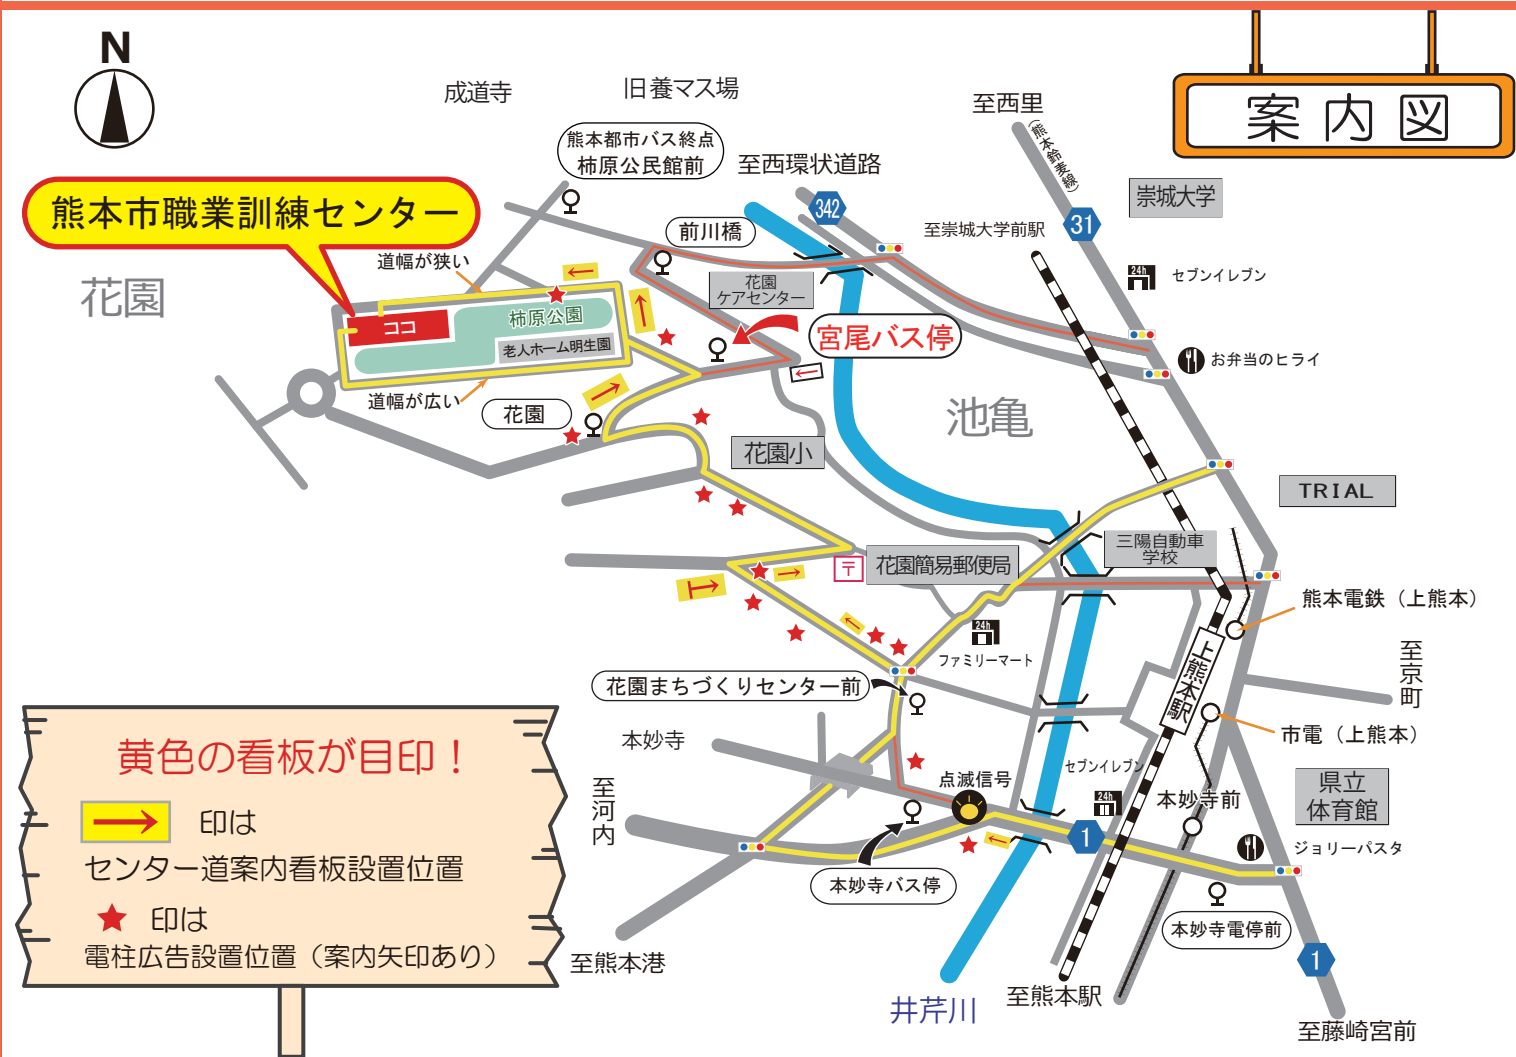 N
案内図
成道寺
旧養マス場
至西里
(熊本鈴麦線)
熊本都市バス終点
柿原公民館前
至西環状道路
崇城大学
342
31
熊本市職業訓練センター
前川橋
至崇城大学前駅
道幅が狭い
花園
花園
ケアセンター
24h
セブンイレブン
柿原公園
ココ
宮尾バス停
老人ホーム明生園
お弁当のヒライ
道幅が広い
花園
池亀
花園小
TRIAL
三陽自動車
学校
〒
花園簡易郵便局
熊本電鉄(上熊本)
24h
ファミリーマート
至京町
上熊本駅
花園まちづくりセンター前
市電(上熊本)
本妙寺
黄色の看板が目印!
印は
センター道案内看板設置位置
印は
電柱広告設置位置(案内矢印あり)
至河内
点滅信号
セブンイレブン
24h
本妙寺前
県立
体育館
1
ジョリーパスタ
本妙寺バス停
本妙寺電停前
至熊本港
1
井芹川
至熊本駅
至藤崎宮前